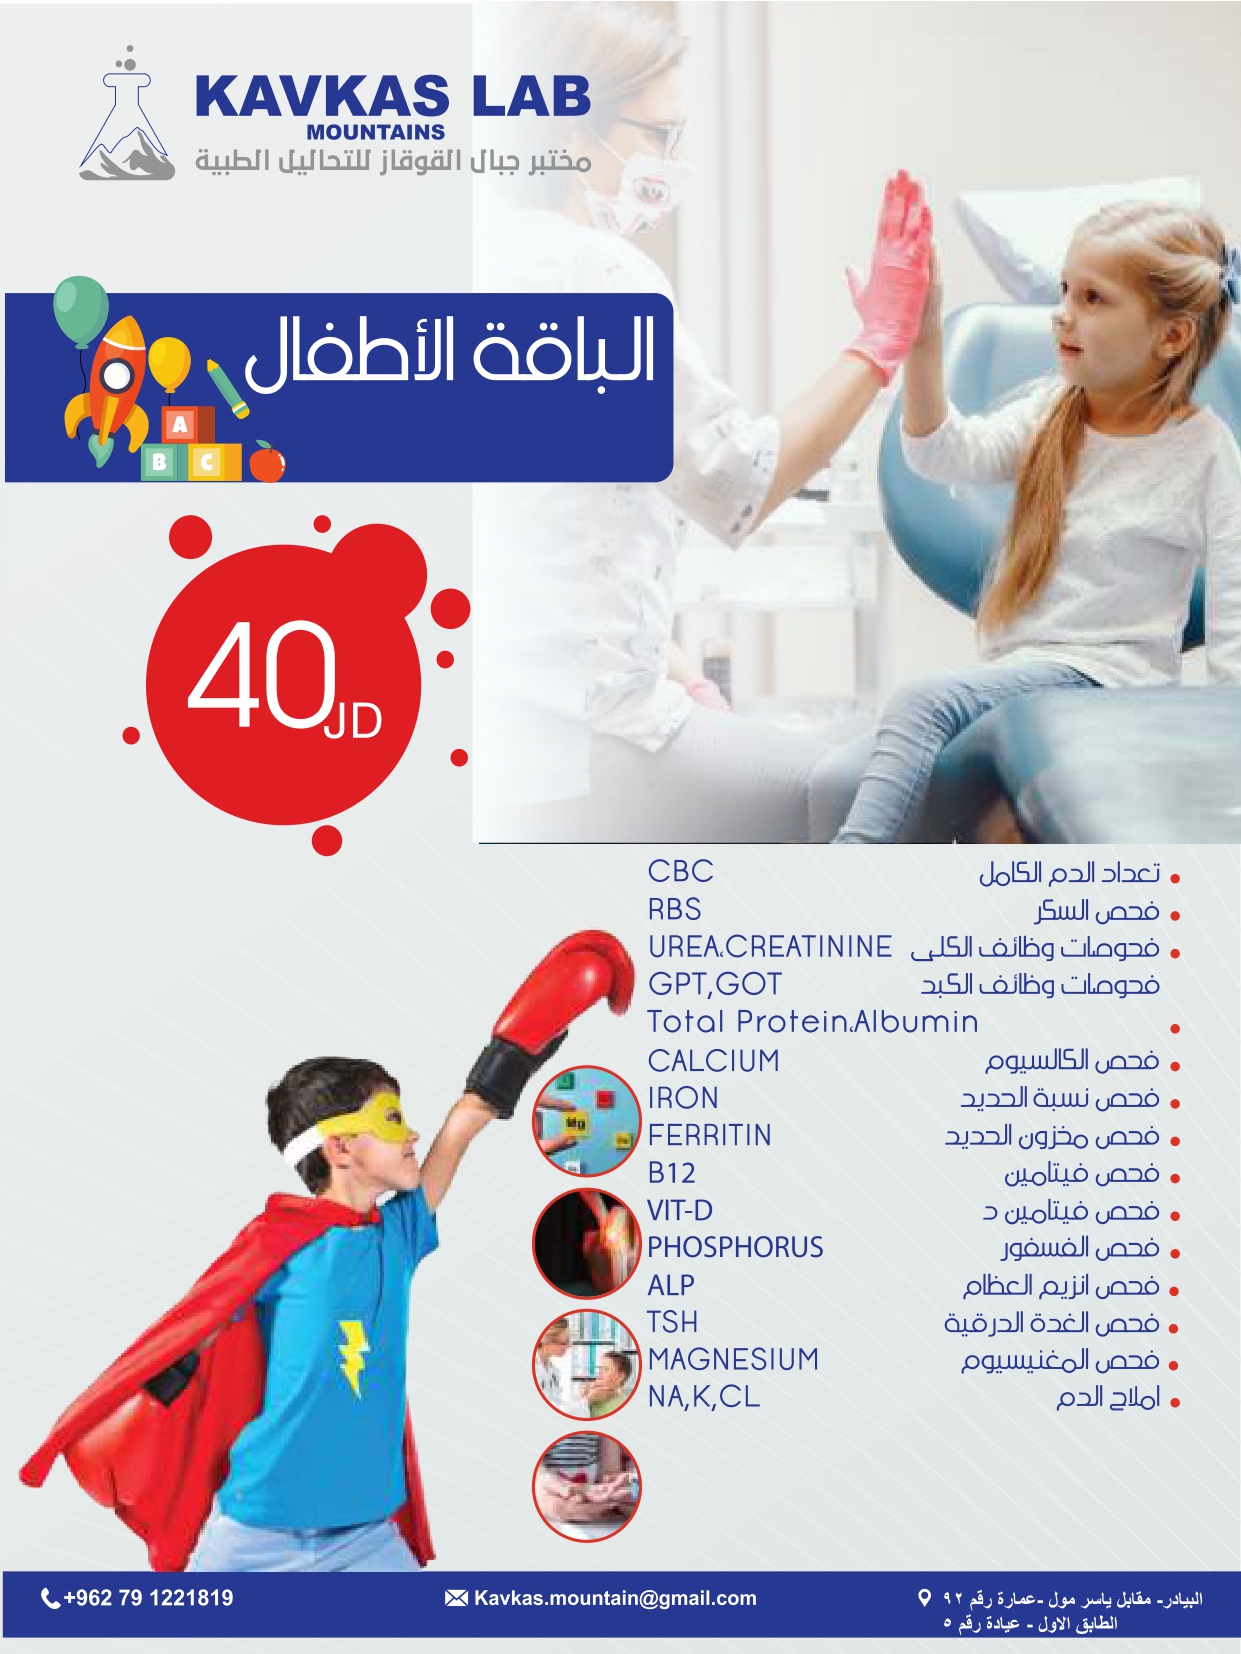 KAVKAS LAB
MOUNTAINS
مختبر جبال القوقاز للتحاليل الطبية
الباقة الأطفال
A
B C
40JD
تعداد الدم الكامل CBC
فحص السكر RBS
فحوصات وظائف الكلى UREA,CREATININE
فحوصات وظائف الكبد GPT,GOT
Total Protein,Albumin
فحص الكالسيوم CALCIUM
فحص نسبة الحديد IRON
فحص مخزون الحديد FERRITIN
فحص فيتامين B12
فحص فيتامين د VIT-D
فحص الفسفور PHOSPHORUS
فحص انزيم العظام ALP
فحص الغدة الدرقية TSH
فحص المغنيسيوم MAGNESIUM
املاح الدم NA,K,CL
Mg
+962 79 1221819
Kavkas.mountain@gmail.com
البيادر- مقابل ياسر مول -عمارة رقم ٩٢
الطابق الاول - عيادة رقم ٥